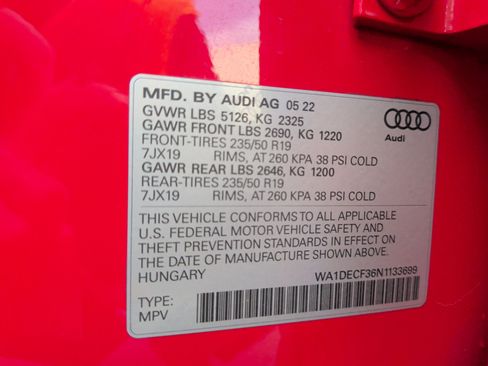 MFD. BY AUDI AG 05 22
GVWR LBS 5126, KG 2325
GAWR FRONT LBS 2690, KG 1220
FRONT-TIRES 235/50 R19
7JX19 RIMS, AT 260 KPA 38 PSI COLD
GAWR REAR LBS 2646, KG 1200
REAR-TIRES 235/50 R19
7JX19 RIMS, AT 260 KPA 38 PSI COLD
Audi
THIS VEHICLE CONFORMS TO ALL APPLICABLE
U.S. FEDERAL MOTOR VEHICLE SAFETY AND
THEFT PREVENTION STANDARDS IN EFFECT ON
THE DATE OF MANUFACTURE SHOWN ABOVE.
HUNGARY WA1DECF36N1133699
TYPE:
MPV